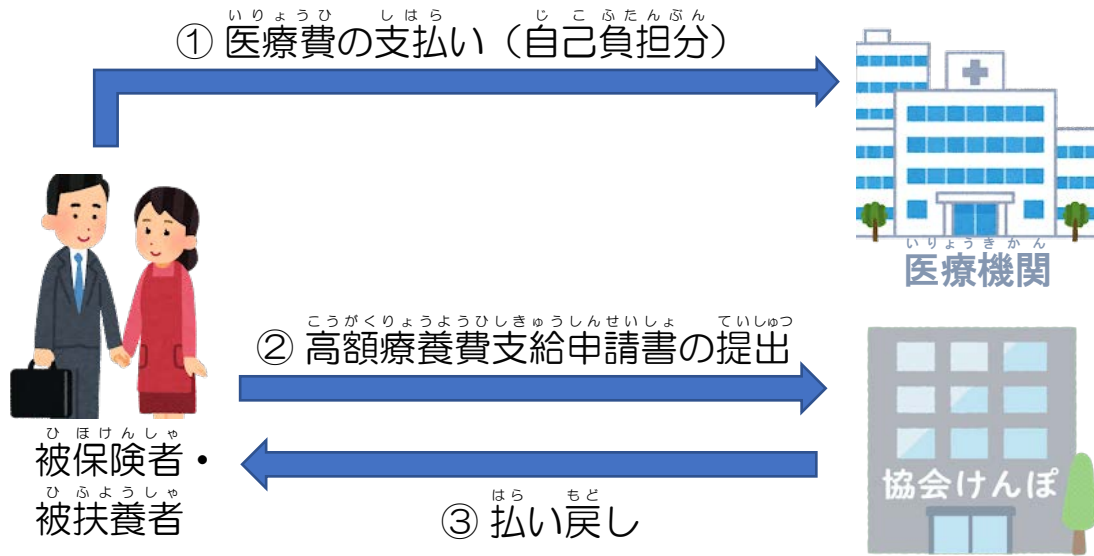 いりょうひ しはら じこふたんぶん
① 医療費の支払い（自己負担分）
いりょうきかん
医療機関
こうがくりょうようひしきゅうしんせいしょ ていしゅつ
② 高額療養費支給申請書の提出
ひほけんしゃ
被保険者・
ひふようしゃ
被扶養者
協会けんぽ
はら もど
③ 払い戻し